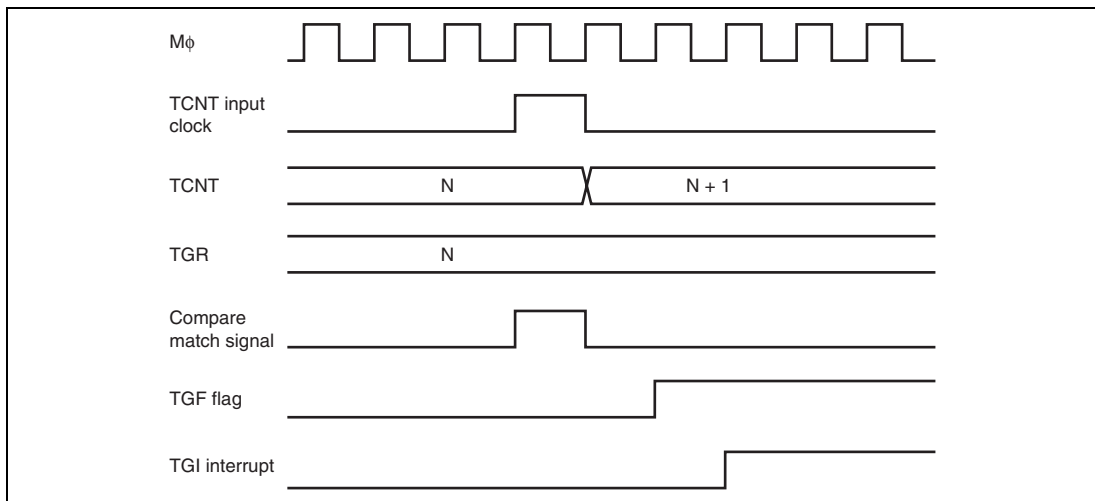 Mφ
TCNT input
clock
TCNT
N
N + 1
TGR
N
Compare
match signal
TGF flag
TGI interrupt